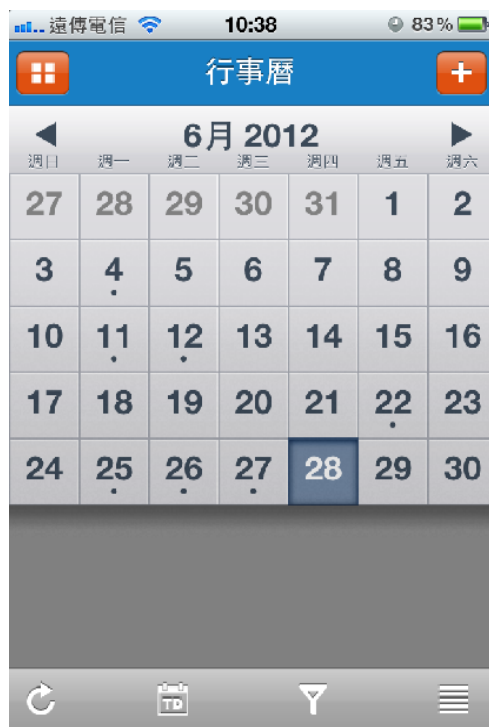 遠傳電信 10:38 83%
行事曆 +
6月 2012
週日 週一 週二 週三 週四 週五 週六
27 28 29 30 31 1 2
3 4 5 6 7 8 9
10 11 12 13 14 15 16
17 18 19 20 21 22 23
24 25 26 27 28 29 30
TD